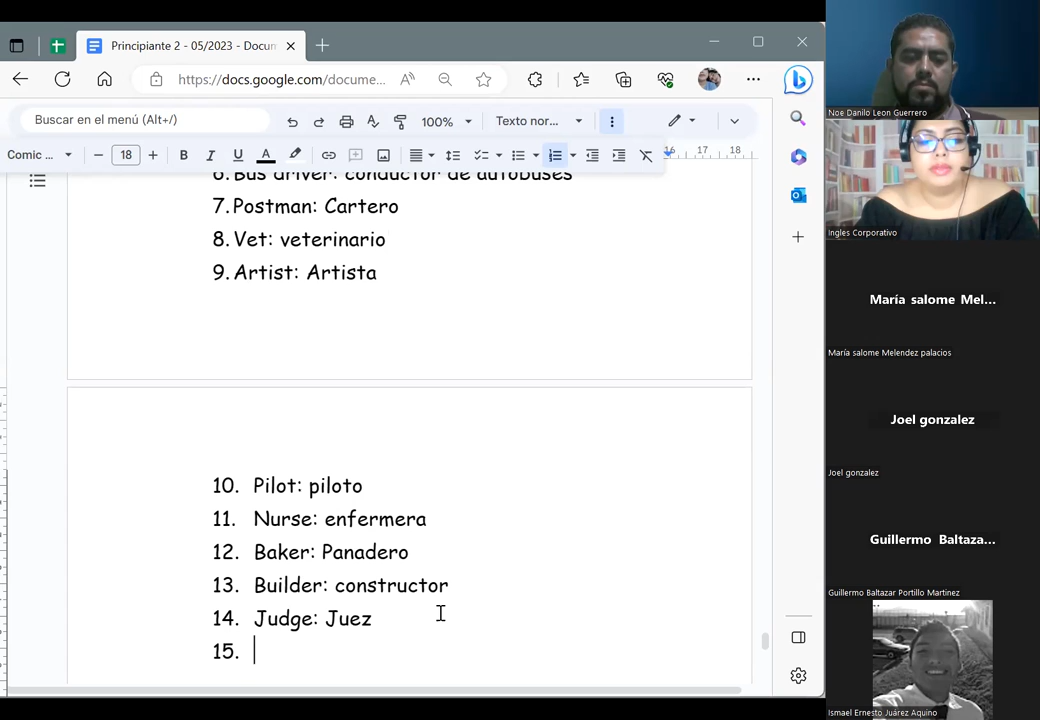 Principiante 2 - 05/2023 - Docum
https://docs.google.com/docume...
Buscar en el menú (Alt+/)
100%
Texto nor...
Comic ...
18
16 17 18
6. Bus driver: conductor de autobuses
7. Postman: Cartero
8. Vet: veterinario
9. Artist: Artista
10. Pilot: piloto
11. Nurse: enfermera
12. Baker: Panadero
13. Builder: constructor
14. Judge: Juez
15.
Noe Danilo Leon Guerrero
Ingles Corporativo
María salome Mel...
María salome Melendez palacios
Joel gonzalez
Joel gonzalez
Guillermo Baltaza...
Guillermo Baltazar Portillo Martinez
Ismael Ernesto Juárez Aquino